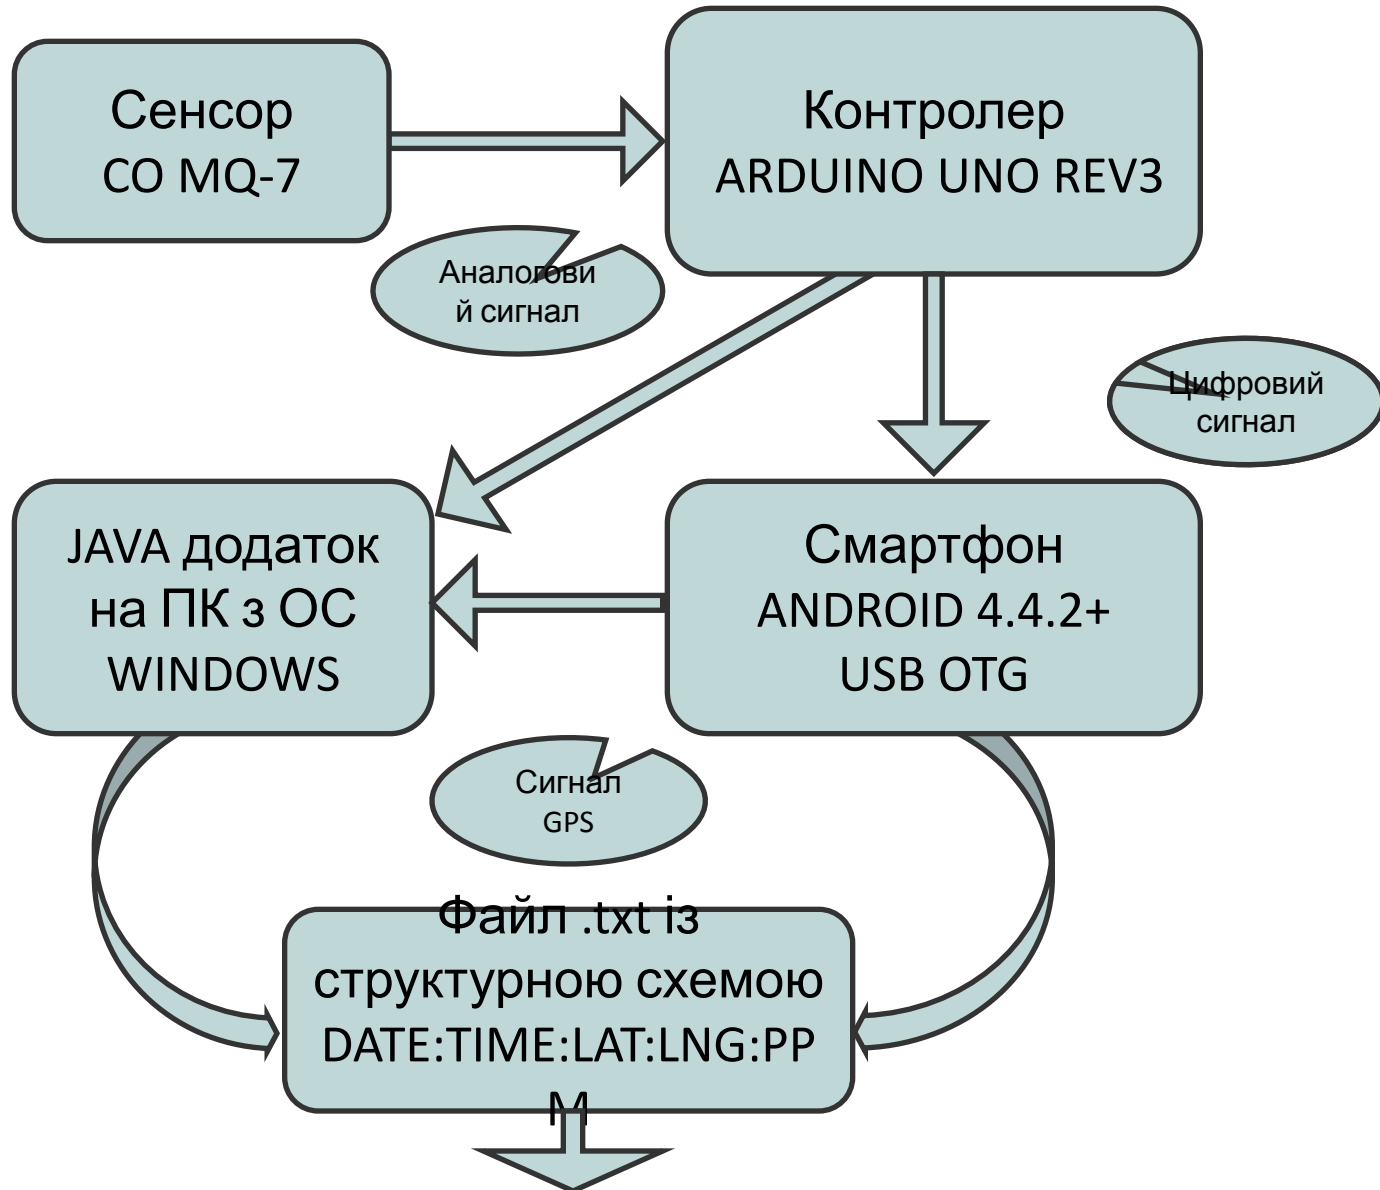 Сенсор
CO MQ-7
Контролер
ARDUINO UNO REV3
Аналогови
й сигнал
Цифровий
сигнал
JAVA додаток
на ПК з ОС
WINDOWS
Смартфон
ANDROID 4.4.2+
USB OTG
Сигнал
GPS
Файл .txt із
структурною схемою
DATE:TIME:LAT:LNG:PP
M